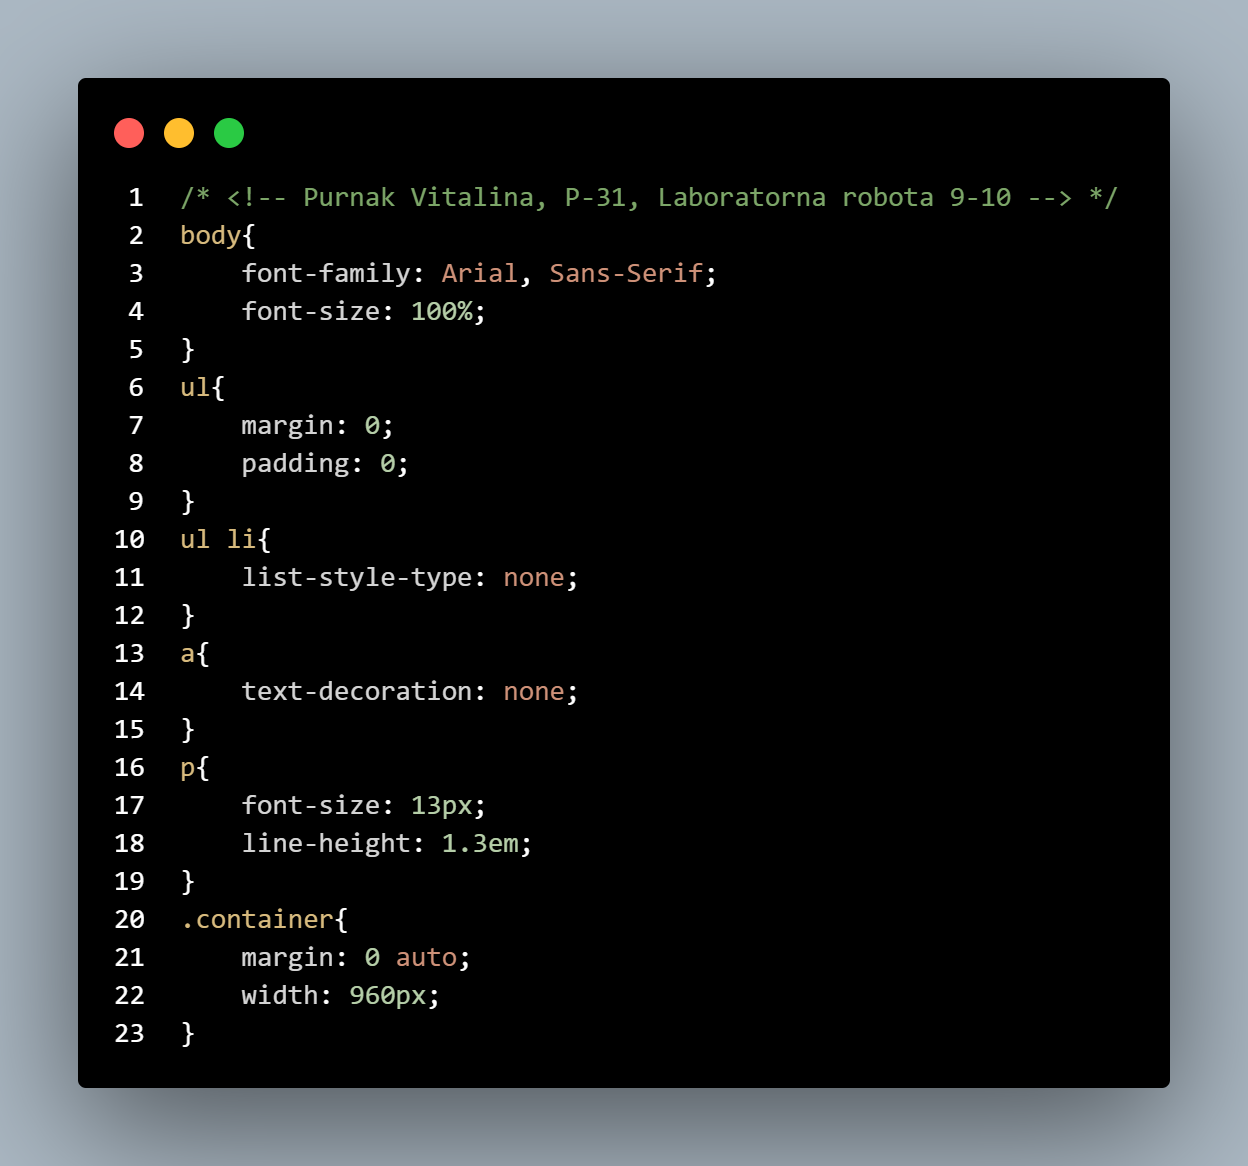 1 /* <!-- Purnak Vitalina, P-31, Laboratorna robota 9-10 --> */
2 body{
3     font-family: Arial, Sans-Serif;
4     font-size: 100%;
5 }
6 ul{
7     margin: 0;
8     padding: 0;
9 }
10 ul li{
11     list-style-type: none;
12 }
13 a{
14     text-decoration: none;
15 }
16 p{
17     font-size: 13px;
18     line-height: 1.3em;
19 }
20 .container{
21     margin: 0 auto;
22     width: 960px;
23 }